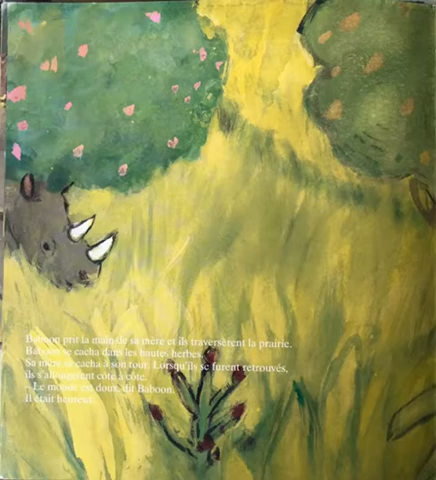 Baboon prit la main de sa mère et ils traversèrent la prairie.
Baboon se cacha dans les hautes herbes.
Sa mère se cacha à son tour. Lorsqu'ils se furent retrouvés,
ils s'allongèrent côte à côte.
- Le monde est doux, dit Baboon.
Il était heureux.